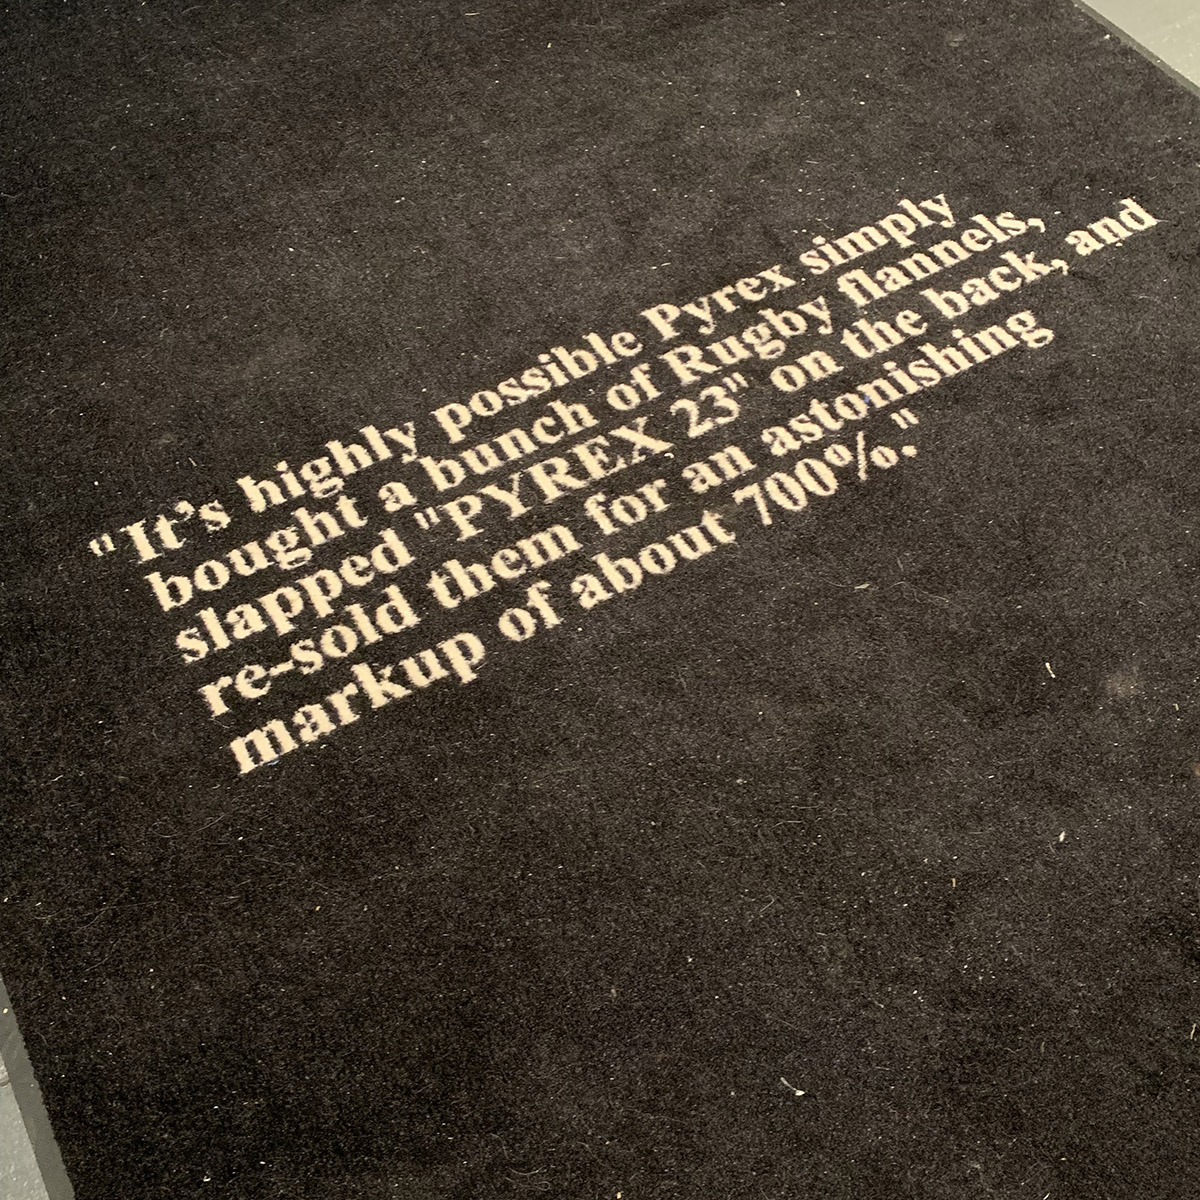 "It's highly possible Pyrex simply
bought a bunch of Rugby flannels,
slapped "PYREX 23" on the back, and
re-sold them for an astonishing
markup of about 700%."